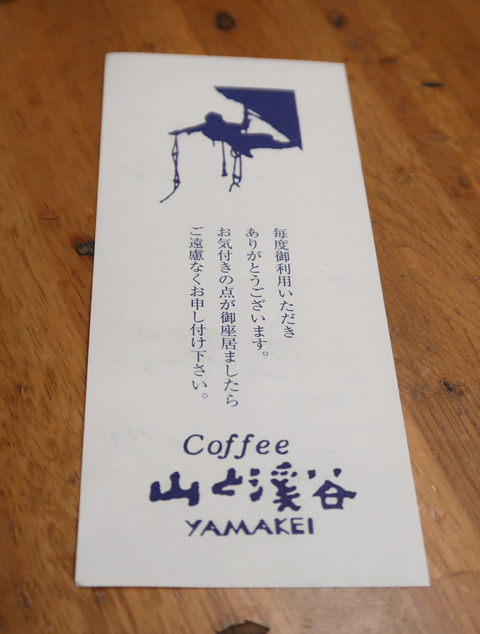 毎度御利用いただき
ありがとうございます。
お気付きの点が御座居ましたら
ご遠慮なくお申し付け下さい。
Coffee
山と溪谷
YAMAKEI